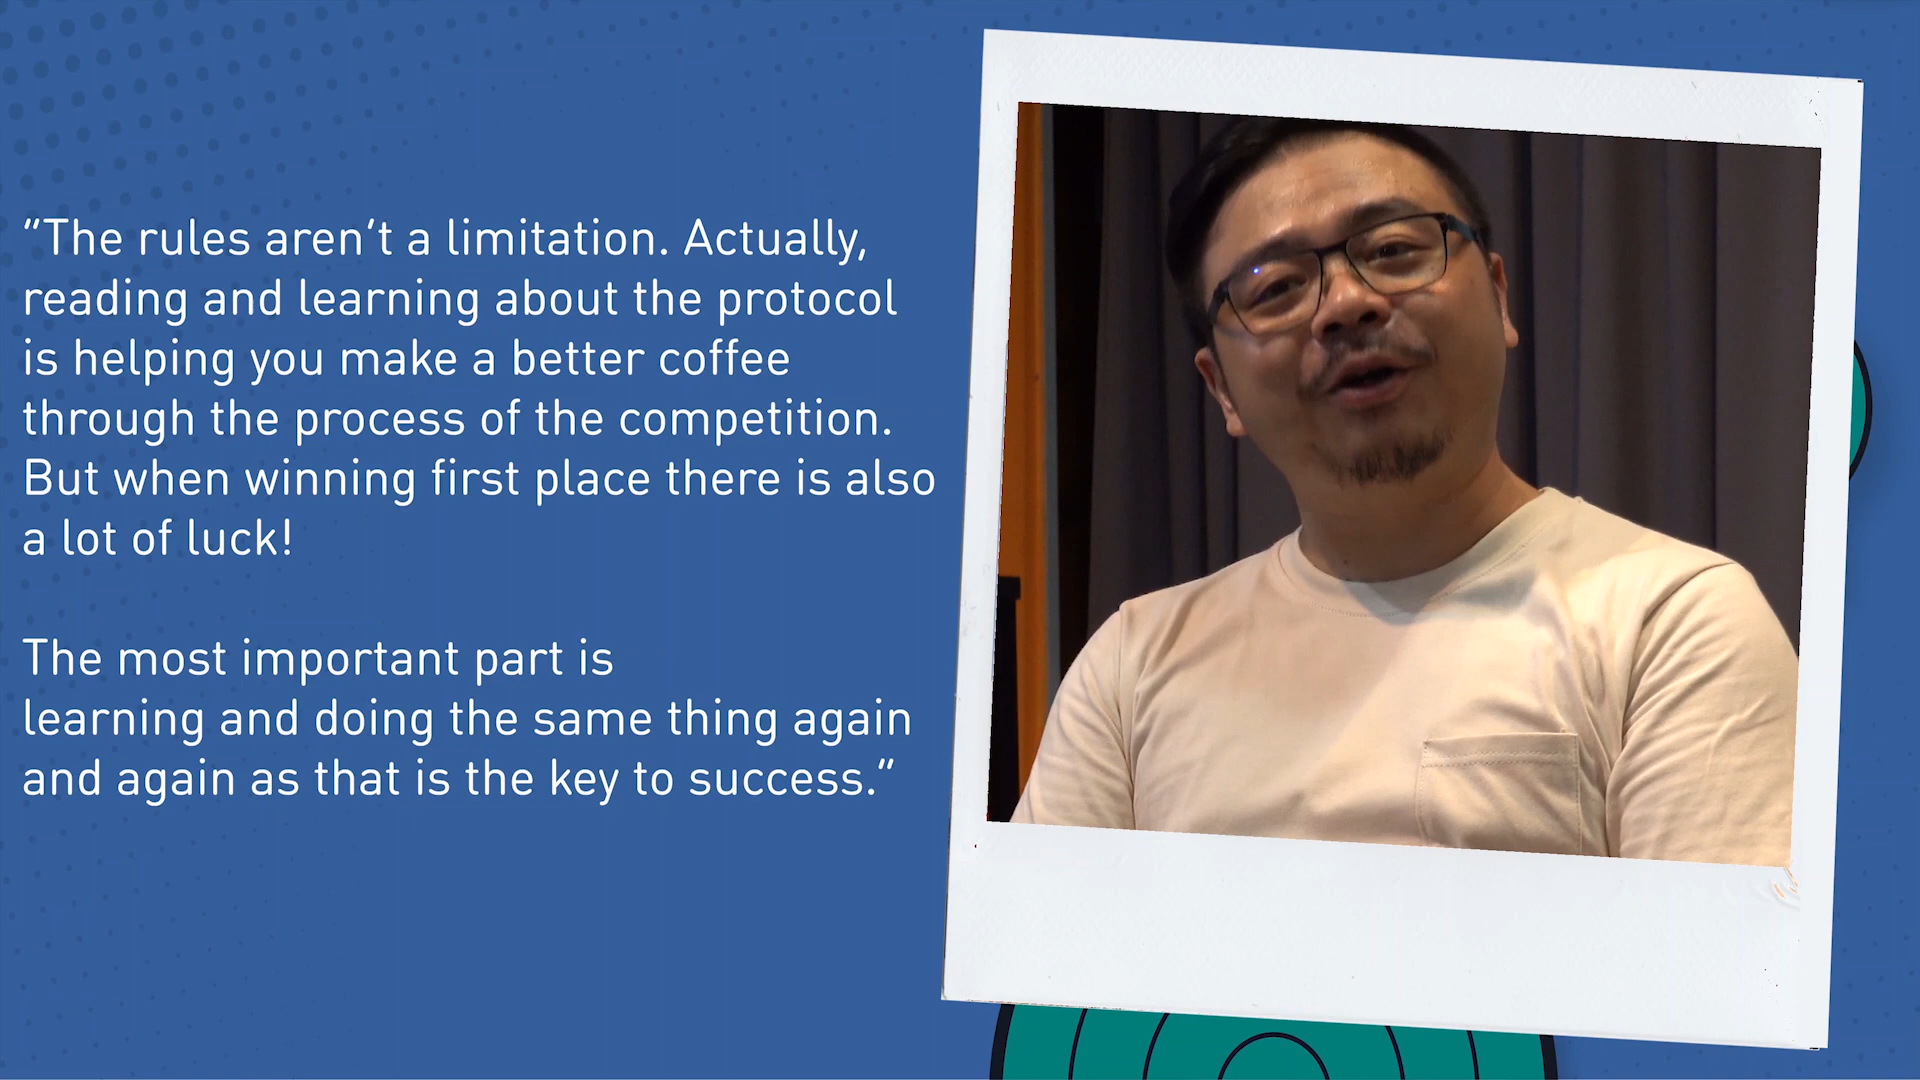 "The rules aren't a limitation. Actually,
reading and learning about the protocol
is helping you make a better coffee
through the process of the competition.
But when winning first place there is also
a lot of luck!
The most important part is
learning and doing the same thing again
and again as that is the key to success."